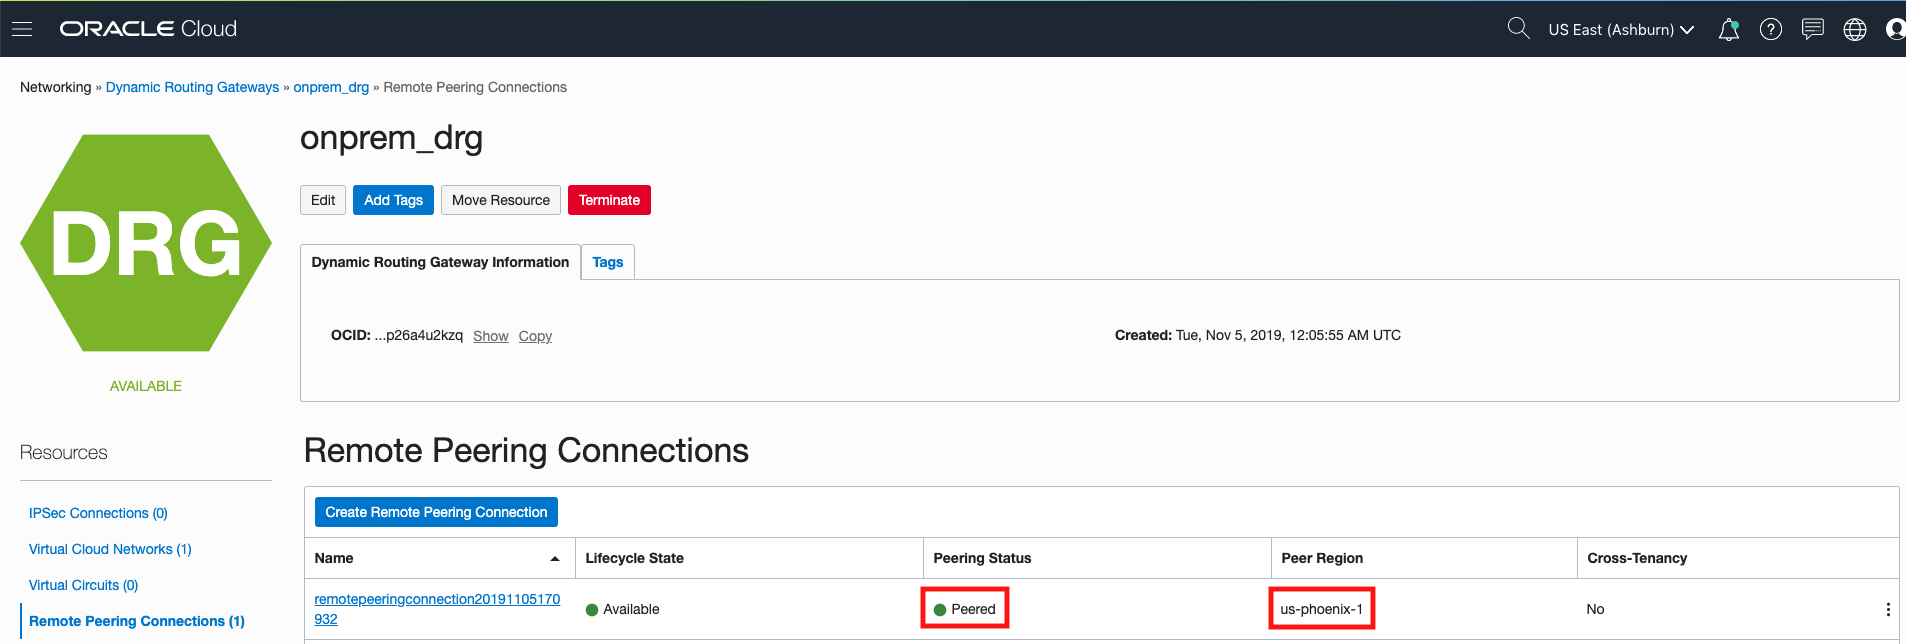 ORACLE Cloud
US East (Ashburn)
Networking » Dynamic Routing Gateways » onprem_drg » Remote Peering Connections
DRG
AVAILABLE
onprem_drg
Edit Add Tags Move Resource Terminate
Dynamic Routing Gateway Information Tags
OCID: ...p26a4u2kzq Show Copy Created: Tue, Nov 5, 2019, 12:05:55 AM UTC
Resources
IPSec Connections (0)
Virtual Cloud Networks (1)
Virtual Circuits (0)
Remote Peering Connections (1)
Remote Peering Connections
Create Remote Peering Connection
Name Lifecycle State Peering Status Peer Region Cross-Tenancy
remotepeeringconnection20191105170
932 Available Peered us-phoenix-1 No